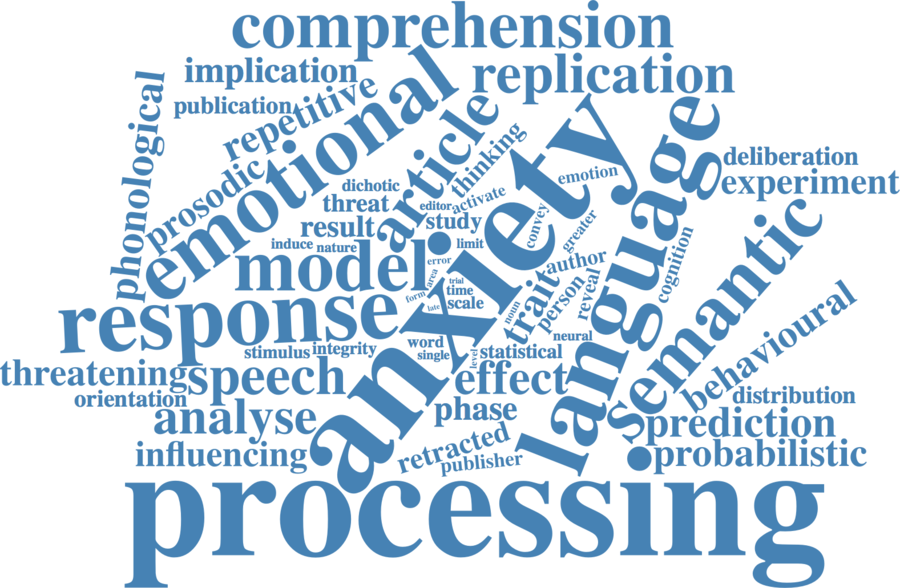 comprehension
implication
replication
publication
repetitive
emotional
phonological
prosodic
article
thinking
anxiety
language
deliberation
experiment
dichotic
threat
editor
activate
emotion
result
study
convey
greater
induce
nature
limit
model
error
area
trial
time
form
late
scale
author
cognition
semantic
response
trait
person
reveal
noun
neural
word
single
level
statistical
stimulus
integrity
threatening
speech
effect
behavioural
orientation
analyse
phase
distribution
prediction
influencing
retracted
publisher
probabilistic
processing